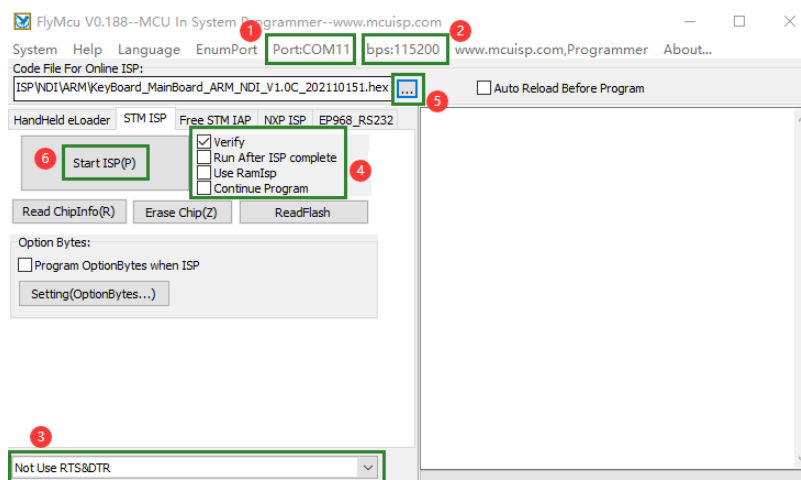 FlyMcu V0.188--MCU In System Programmer--www.mcuisp.com
1
2
System Help Language EnumPort Port:COM11 bps:115200 www.mcuisp.com,Programmer About...
Code File For Online ISP:
ISP\NDI\ARM\KeyBoard_MainBoard_ARM_NDI_V1.0C_202110151.hex
...
Auto Reload Before Program
5
HandHeld eLoader STM ISP Free STM IAP NXP ISP EP968_RS232
6
Start ISP(P)
Verify
Run After ISP complete
Use RamIsp
Continue Program
4
Read ChipInfo(R) Erase Chip(Z) ReadFlash
Option Bytes:
Program OptionBytes when ISP
Setting(OptionBytes...)
3
Not Use RTS&DTR